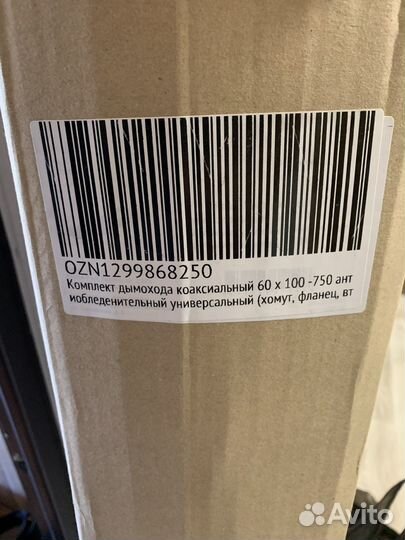 OZN1299868250
Комплект дымохода коаксиальный 60 х 100 -750 ант
иобледенительный универсальный (хомут, фланец, вт
Avito